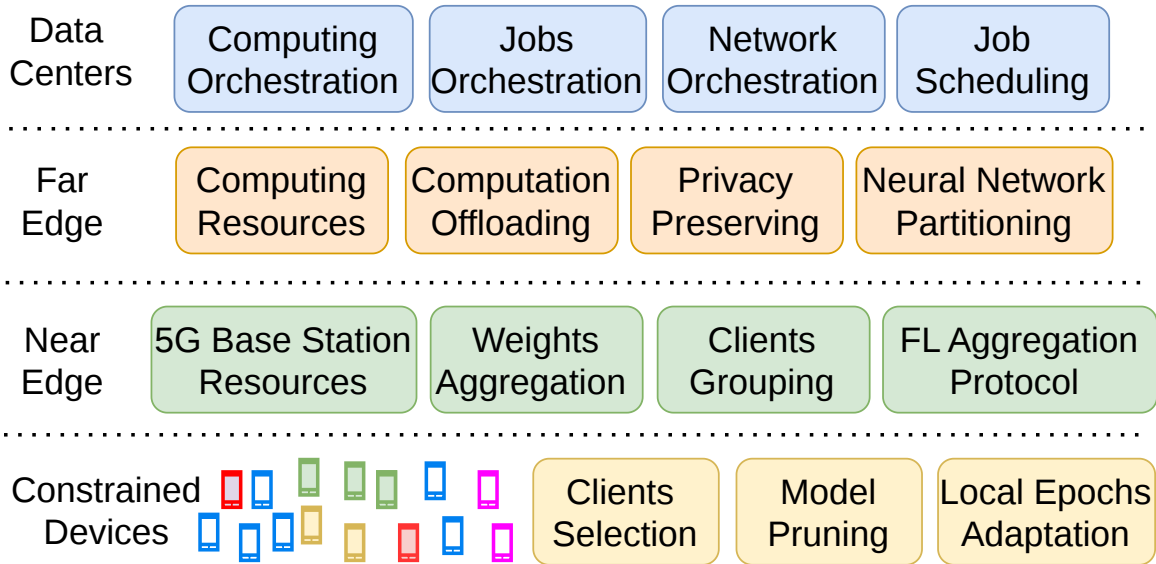 Data
Centers
Computing
Orchestration
Jobs
Orchestration
Network
Orchestration
Job
Scheduling
Far
Edge
Computing
Resources
Computation
Offloading
Privacy
Preserving
Neural Network
Partitioning
Near
Edge
5G Base Station
Resources
Weights
Aggregation
Clients
Grouping
FL Aggregation
Protocol
Constrained
Devices
Clients
Selection
Model
Pruning
Local Epochs
Adaptation